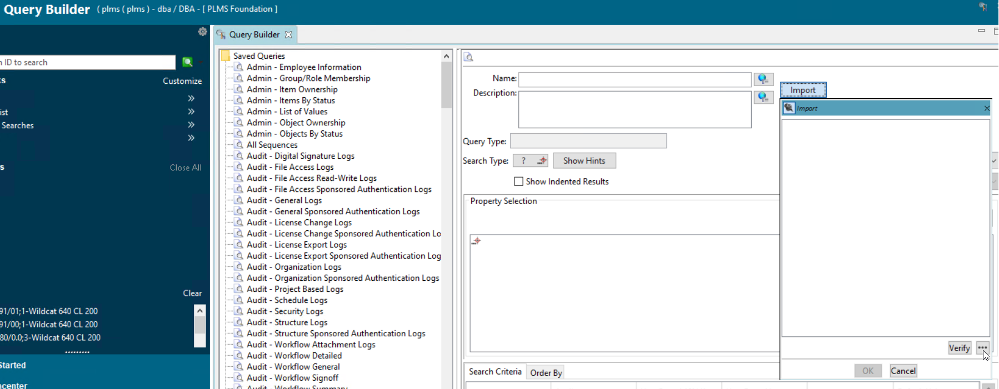 Query Builder ( plms ( plms ) - dba / DBA - [ PLMS Foundation ]
ID to search
Customize
ist
Searches
Close All
Clear
91/01;1-Wildcat 640 CL 200
91/00;1-Wildcat 640 CL 200
80/0.0;3-Wildcat 640 CL 200
Started
center
Query Builder
Saved Queries
Admin - Employee Information
Admin - Group/Role Membership
Admin - Item Ownership
Admin - Items By Status
Admin - List of Values
Admin - Object Ownership
Admin - Objects By Status
All Sequences
Audit - Digital Signature Logs
Audit - File Access Logs
Audit - File Access Read-Write Logs
Audit - File Access Sponsored Authentication Logs
Audit - General Logs
Audit - General Sponsored Authentication Logs
Audit - License Change Logs
Audit - License Change Sponsored Authentication Lo
Audit - License Export Logs
Audit - License Export Sponsored Authentication Log
Audit - Organization Logs
Audit - Organization Sponsored Authentication Logs
Audit - Project Based Logs
Audit - Schedule Logs
Audit - Security Logs
Audit - Structure Logs
Audit - Structure Sponsored Authentication Logs
Audit - Workflow Attachment Logs
Audit - Workflow Detailed
Audit - Workflow General
Audit - Workflow Signoff
Audit - Workflow Summary
Name:
Description:
Query Type:
Search Type: ? Show Hints
Show Indented Results
Property Selection
Search Criteria Order By
Import
Import
Verify ...
OK Cancel